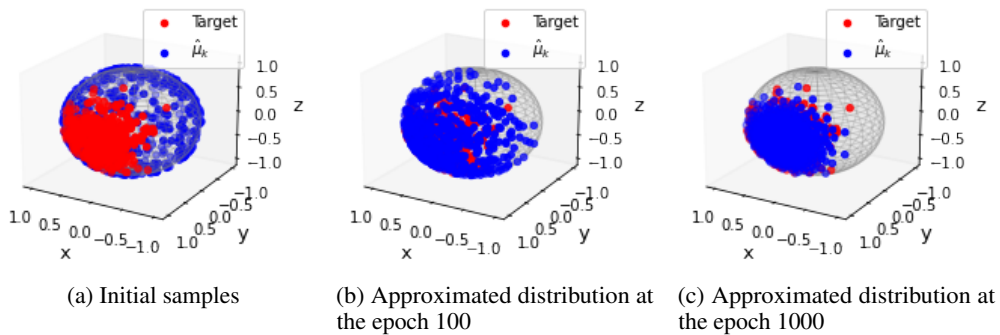 Target
μ̂ₖ
1.0
0.5
0.0
−0.5
−1.0
z
1.0 0.5 0.0 −0.5 −1.0
x
1.0 0.5 0.0 −0.5 −1.0
y
(a) Initial samples
Target
μ̂ₖ
1.0
0.5
0.0
−0.5
−1.0
z
1.0 0.5 0.0 −0.5 −1.0
x
1.0 0.5 0.0 −0.5 −1.0
y
(b) Approximated distribution at
the epoch 100
Target
μ̂ₖ
1.0
0.5
0.0
−0.5
−1.0
z
1.0 0.5 0.0 −0.5 −1.0
x
1.0 0.5 0.0 −0.5 −1.0
y
(c) Approximated distribution at
the epoch 1000